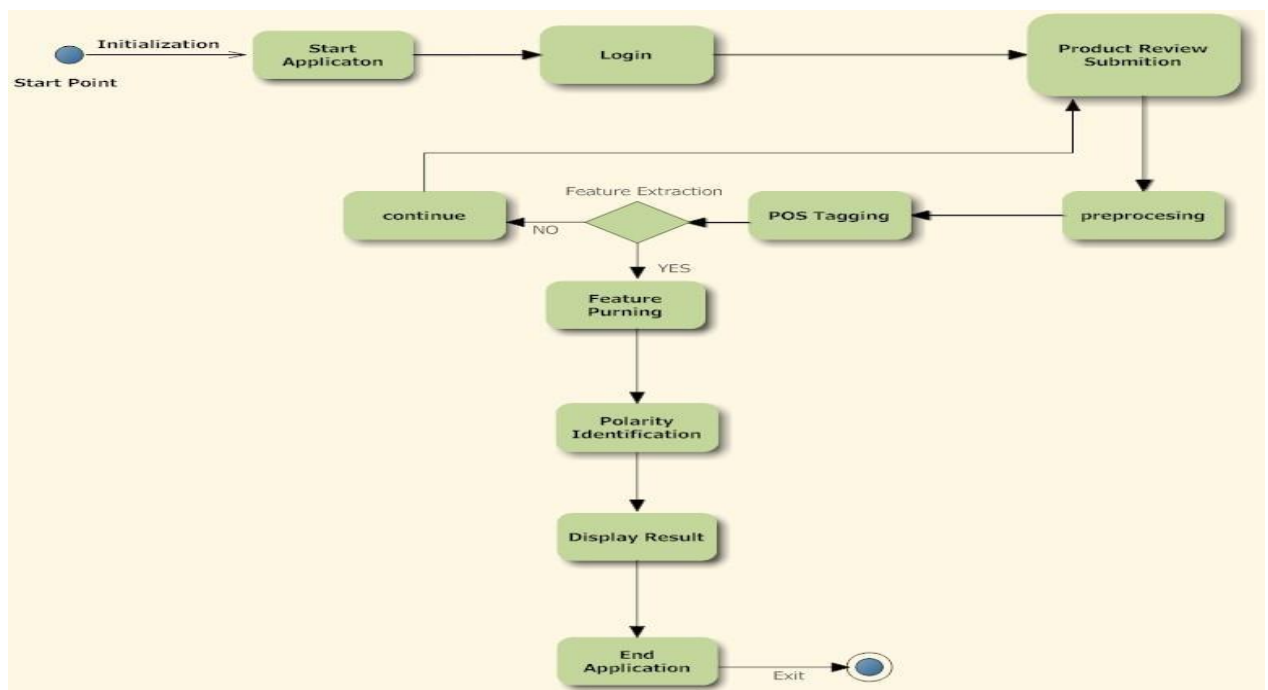 Initialization
Start Point
Start
Applicaton
Login
Product Review
Submition
preprocesing
POS Tagging
Feature Extraction
NO
continue
YES
Feature
Purning
Polarity
Identification
Display Result
End
Application
Exit